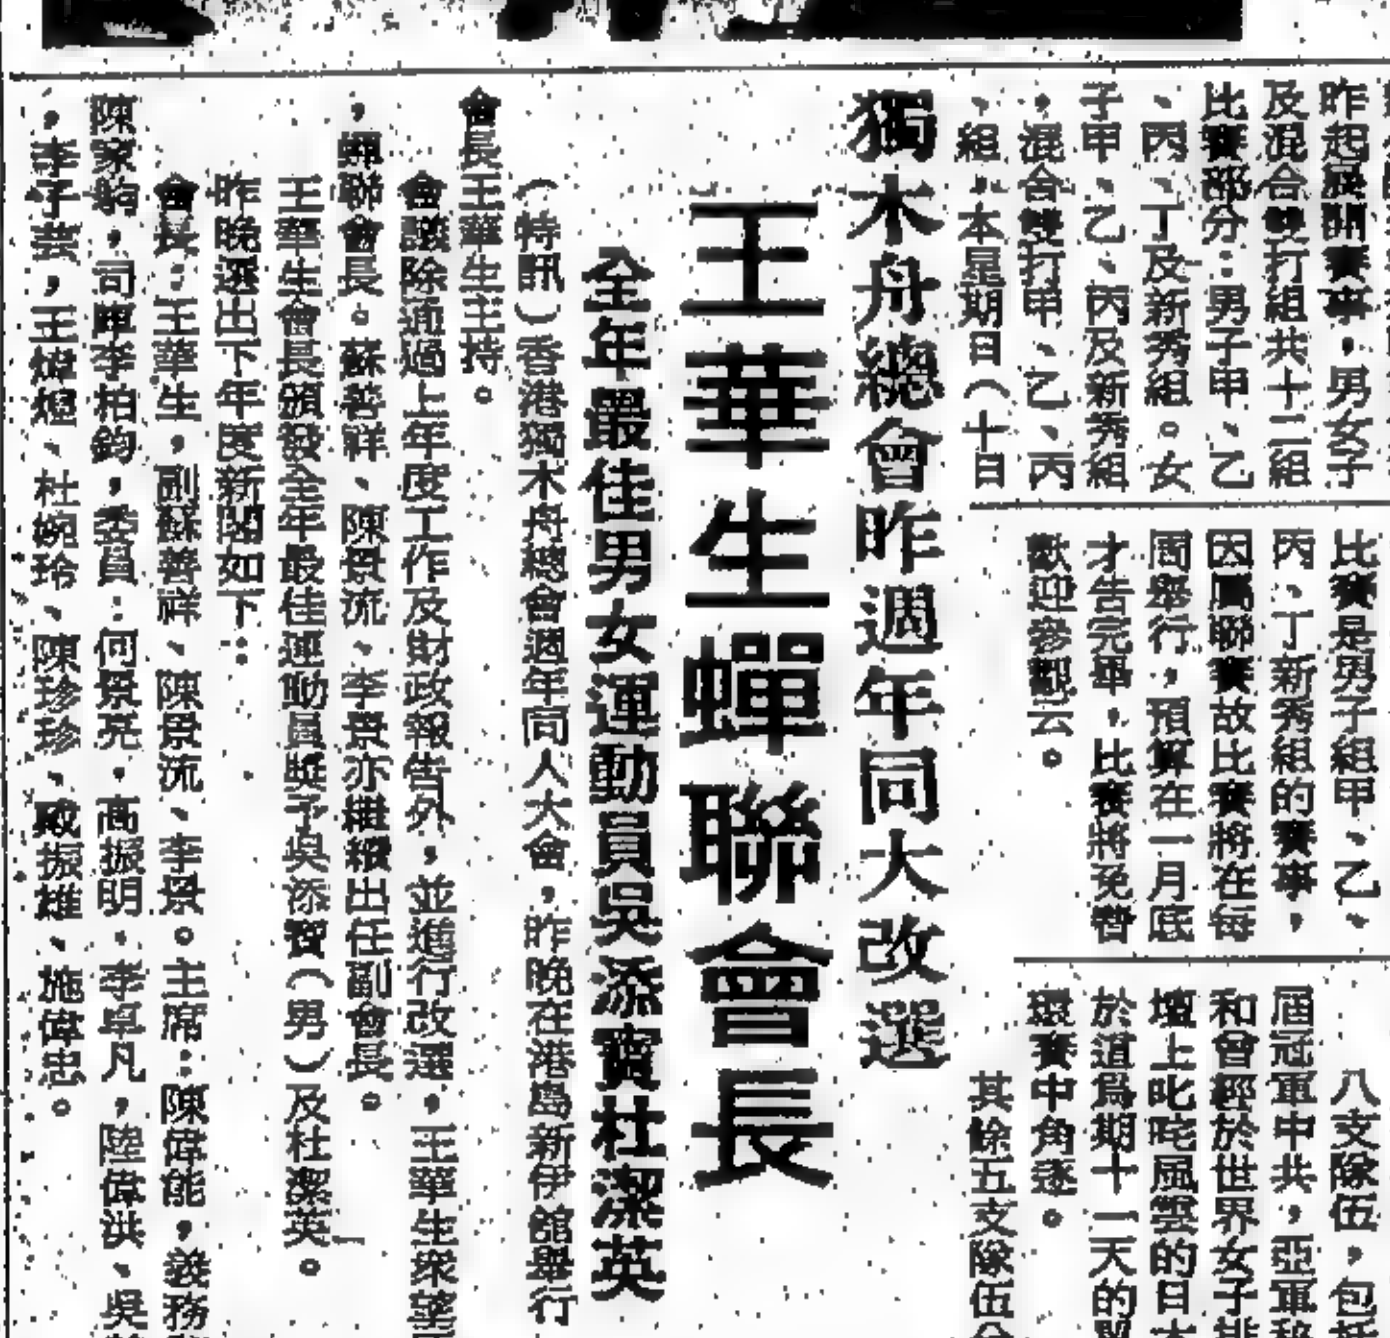 昨起展開賽事，男女子
及混合雙打組共十二組
比賽部分：男子甲、乙
、丙、丁及新秀組。女
子甲、乙、丙及新秀組
，混合雙打甲、乙、丙
、組，本星期日（十日
比賽是男子組甲、乙、
丙、丁新秀組的賽事，
因屬聯賽故比賽將在每
周舉行，預算在一月底
才告完畢，比賽將免費
歡迎參觀云。
八支隊伍，包括
屆冠軍中共，亞軍
和曾經於世界女子排
壇上叱咤風雲的日本
於道爲期十一天的
環賽中角逐。
其餘五支隊伍分
獨木舟總會昨週年同大改選
王華生蟬聯會長
全年最佳男女運動員吳添寶杜潔英
（特訊）香港獨木舟總會週年同人大會，昨晚在港島新伊館舉行
會長王華生主持。
會議除通過上年度工作及財政報告外，並進行改選，王華生衆望
，蟬聯會長。蘇善祥、陳景流、李景亦繼續出任副會長。
王華生會長頒發全年最佳運動員獎予吳添寶（男）及杜潔英。
昨晚選出下年度新閣如下：
會長：王華生，副蘇善祥、陳景流、李景。主席：陳偉能，義務
陳家駒，司庫李柏鈞，委員：何景亮，高振明，李卓凡，陸偉洪、吳
，李子芸，王煒煜、杜婉玲、陳珍珍，戚振雄、施偉忠。